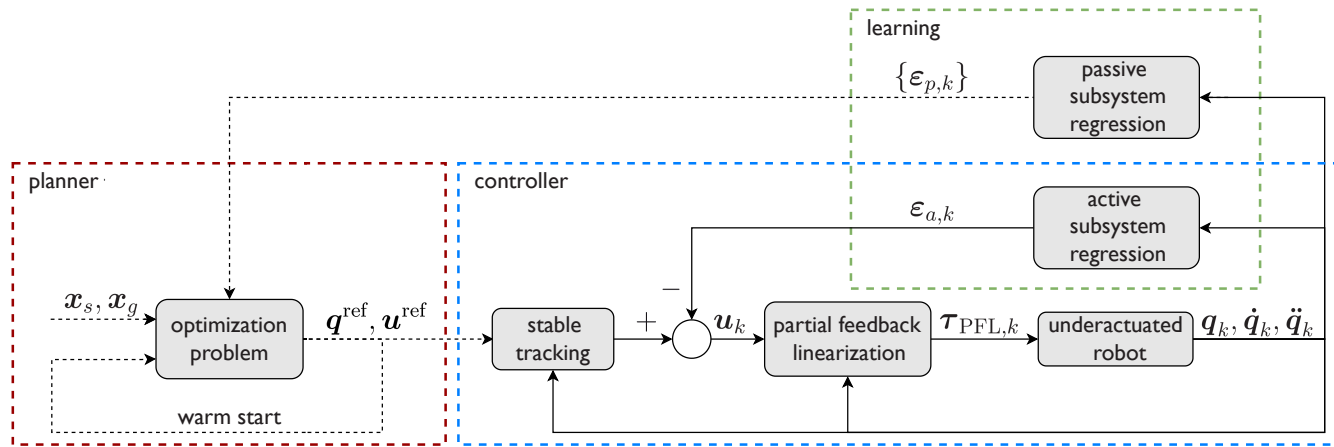 learning
{ε_{p,k}}
passive
subsystem
regression
planner
controller
ε_{a,k}
active
subsystem
regression
x_s, x_g
optimization
problem
q^{ref}, u^{ref}
warm start
stable
tracking
+
−
u_k
partial feedback
linearization
τ_{PFL,k}
underactuated
robot
q_k, q̇_k, q̈_k